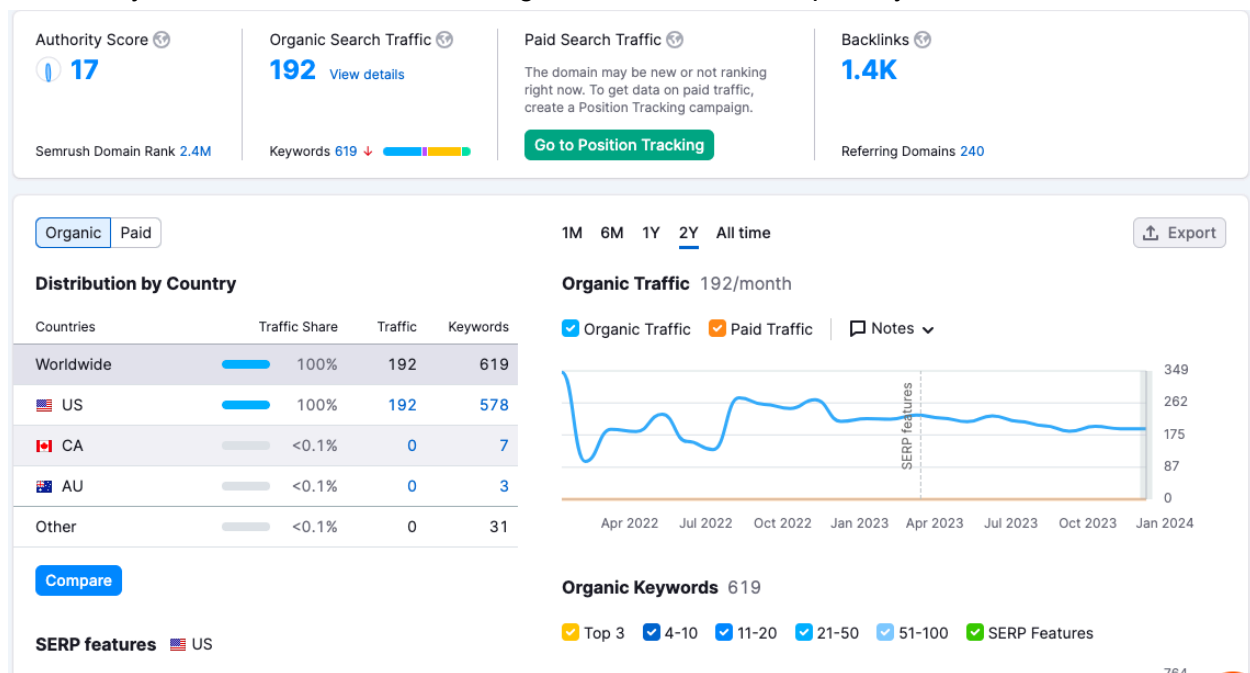 Authority Score
Organic Search Traffic
Paid Search Traffic
Backlinks
17
192 View details
The domain may be new or not ranking
right now. To get data on paid traffic,
create a Position Tracking campaign.
1.4K
Go to Position Tracking
Semrush Domain Rank 2.4M
Keywords 619
Referring Domains 240
Organic Paid
1M 6M 1Y 2Y All time
Export
Distribution by Country
Countries Traffic Share Traffic Keywords
Worldwide 100% 192 619
US 100% 192 578
CA <0.1% 0 7
AU <0.1% 0 3
Other <0.1% 0 31
Compare
SERP features US
Organic Traffic 192/month
Organic Traffic Paid Traffic Notes
349
262
175
87
0
SERP features
Apr 2022 Jul 2022 Oct 2022 Jan 2023 Apr 2023 Jul 2023 Oct 2023 Jan 2024
Organic Keywords 619
Top 3 4-10 11-20 21-50 51-100 SERP Features